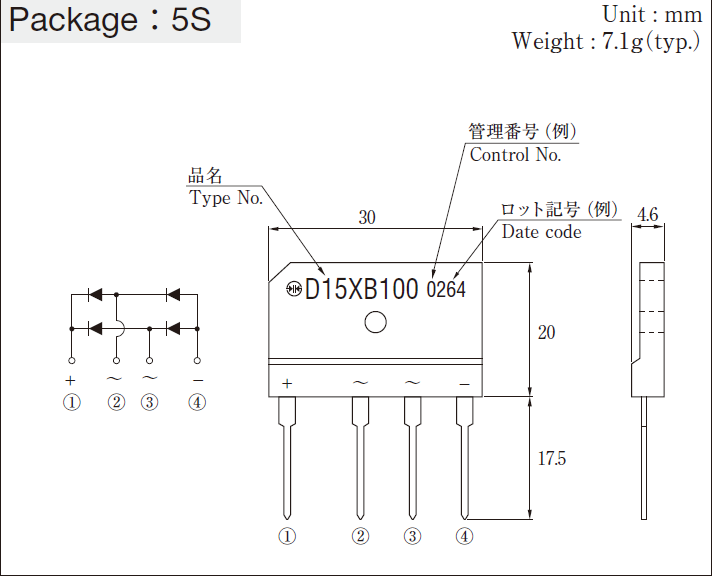 Package：5S
Unit : mm
Weight : 7.1g(typ.)
管理番号 (例)
Control No.
品名
Type No.
ロット記号 (例)
Date code
30
4.6
D15XB100 0264
20
+ ～ ～ −
+ ～ ～ −
① ② ③ ④
17.5
① ② ③ ④